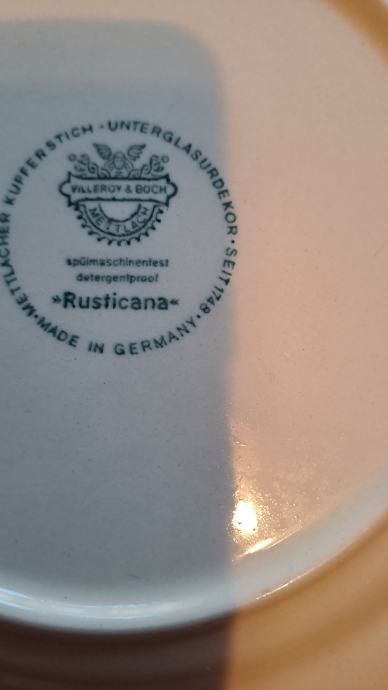 METTLACHER KUPFERSTICH · UNTERGLASURDEKOR · SEIT 1748 ·
VILLEROY & BOCH
METTLACH
spülmaschinenfest
detergentproof
»Rusticana«
· MADE IN GERMANY ·